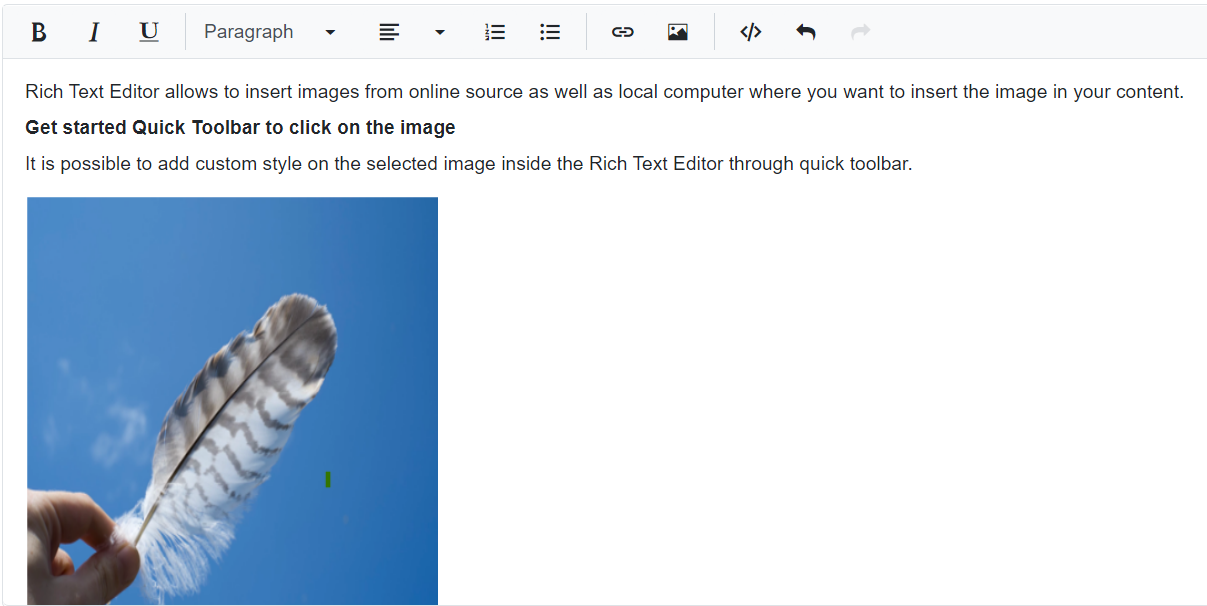 B I U Paragraph
Rich Text Editor allows to insert images from online source as well as local computer where you want to insert the image in your content.
Get started Quick Toolbar to click on the image
It is possible to add custom style on the selected image inside the Rich Text Editor through quick toolbar.